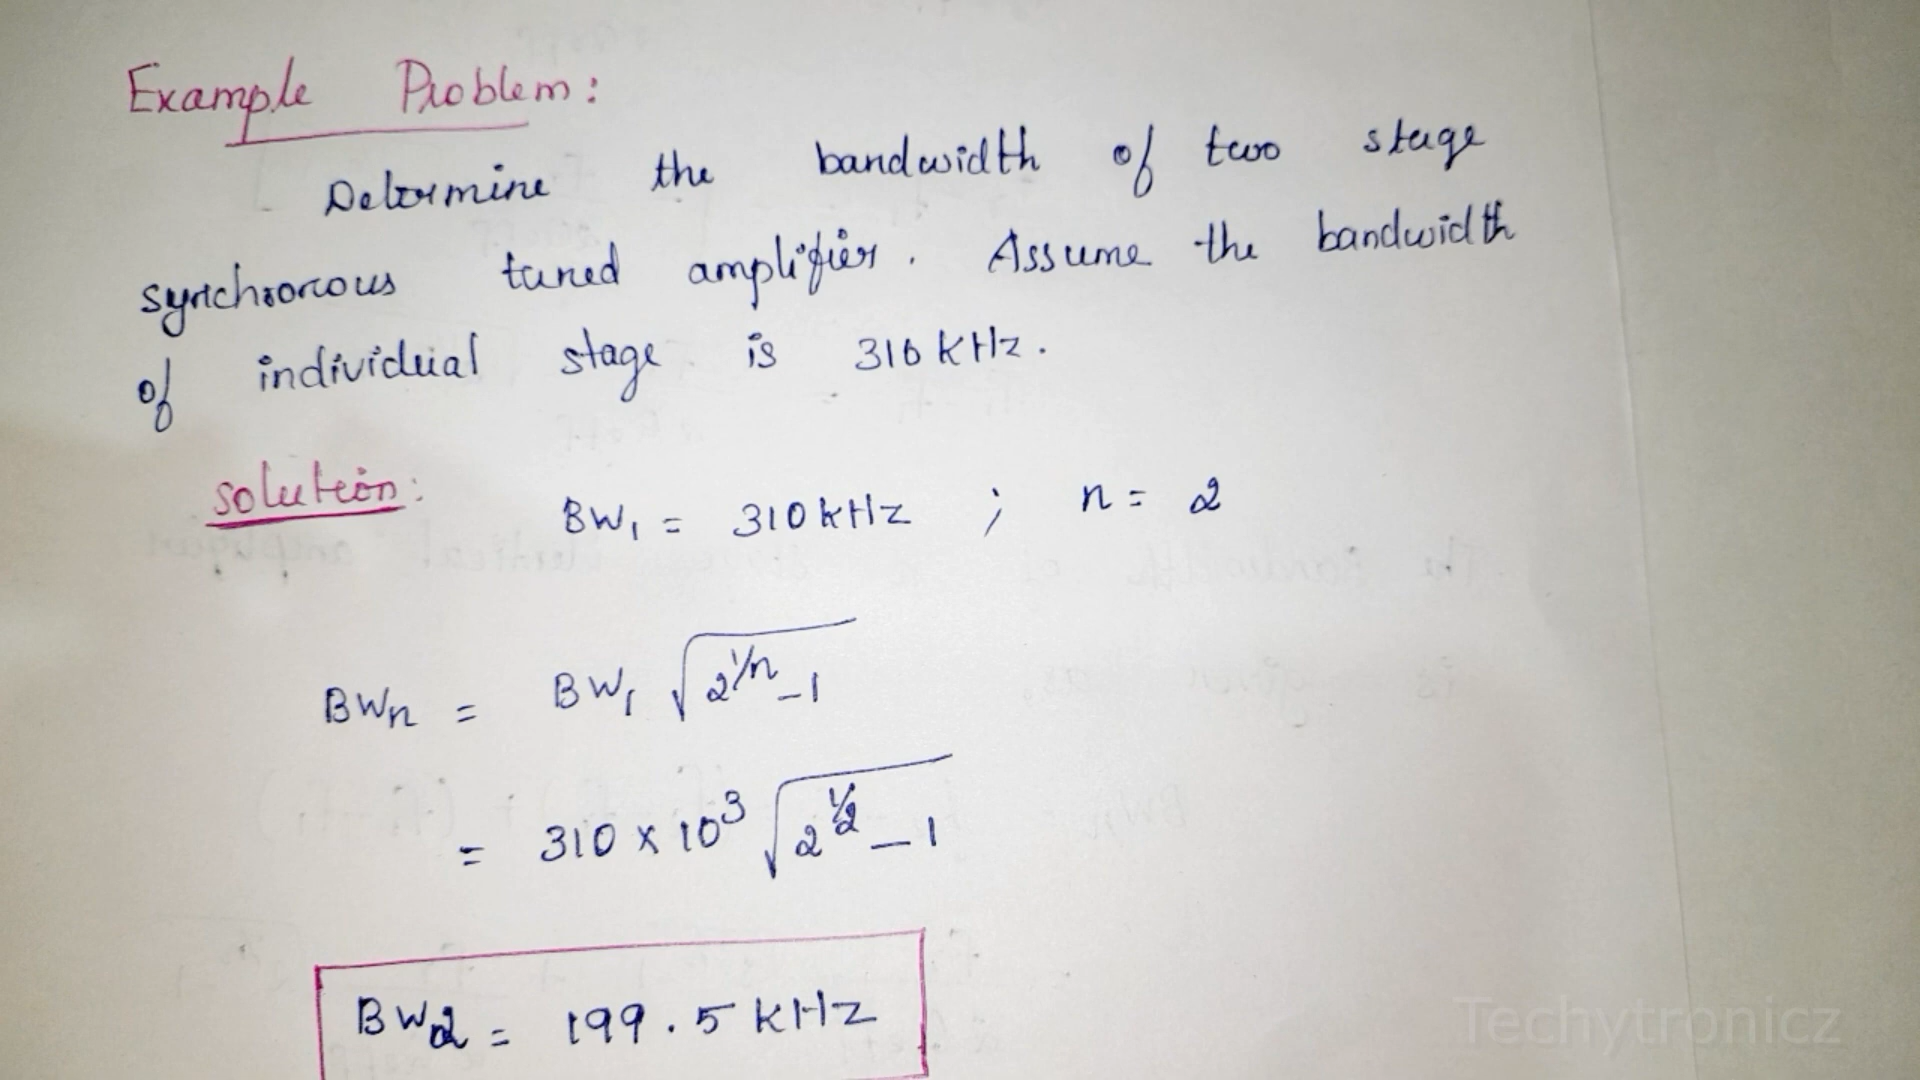 Example Problem:
Determine the bandwidth of two stage
synchronous tuned amplifier. Assume the bandwidth
of individual stage is 310 KHz.
Solution:
BW₁ = 310 kHz ; n = 2
BWn = BW₁ √(2^(1/n) - 1)
= 310 × 10³ √(2^(1/2) - 1)
BW₂ = 199.5 kHz
Techytronicz